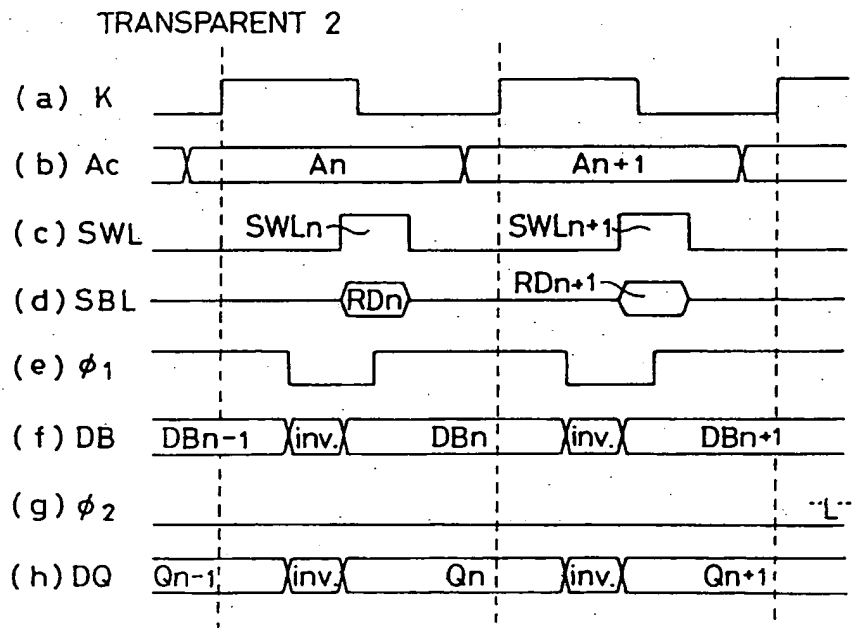 TRANSPARENT 2
(a) K
(b) Ac An An+1
(c) SWL SWLn SWLn+1
(d) SBL RDn RDn+1
(e) ϕ1
(f) DB DBn-1 inv. DBn inv. DBn+1
(g) ϕ2 "L"
(h) DQ Qn-1 inv. Qn inv. Qn+1